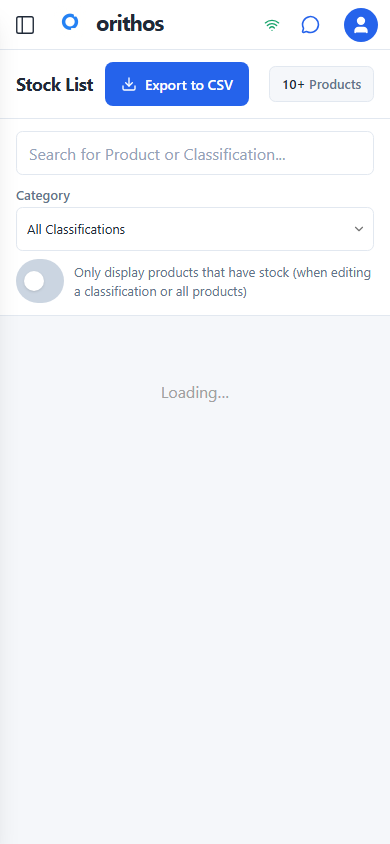 orithos
Stock List
Export to CSV
10+ Products
Search for Product or Classification...
Category
All Classifications
Only display products that have stock (when editing
a classification or all products)
Loading...